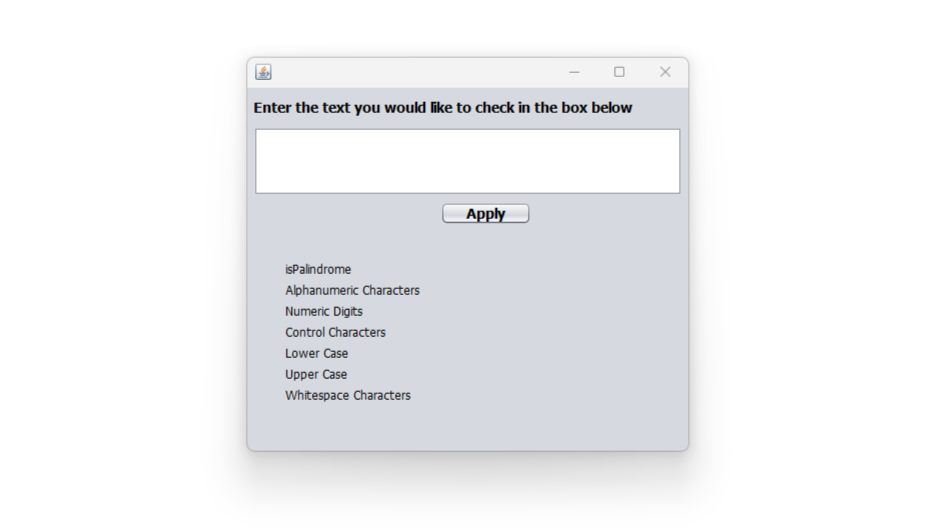 Enter the text you would like to check in the box below
Apply
isPalindrome
Alphanumeric Characters
Numeric Digits
Control Characters
Lower Case
Upper Case
Whitespace Characters